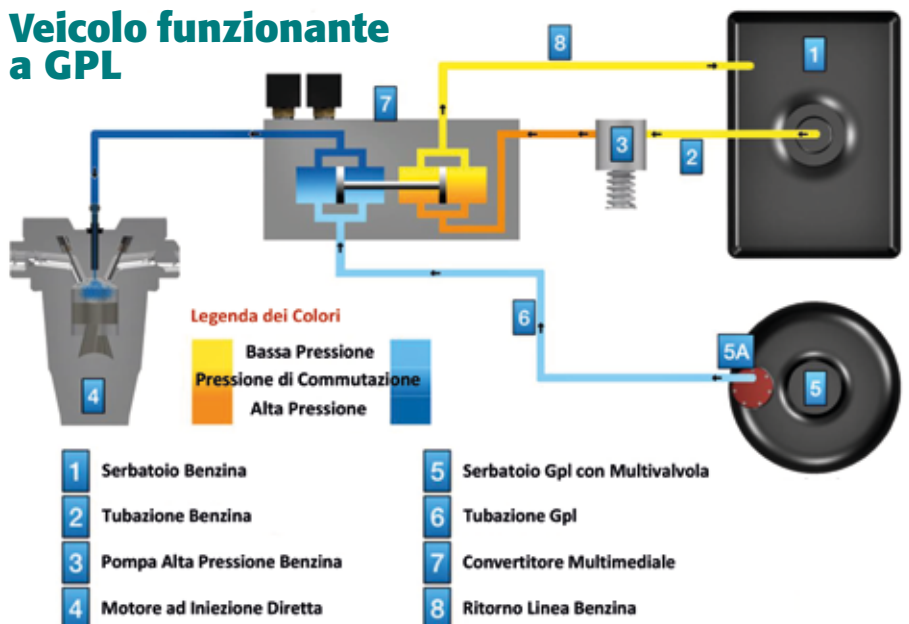 Veicolo funzionante
a GPL
8
1
7
3
2
6
5A
5
4
Legenda dei Colori
Bassa Pressione
Pressione di Commutazione
Alta Pressione
1 Serbatoio Benzina
2 Tubazione Benzina
3 Pompa Alta Pressione Benzina
4 Motore ad Iniezione Diretta
5 Serbatoio Gpl con Multivalvola
6 Tubazione Gpl
7 Convertitore Multimediale
8 Ritorno Linea Benzina